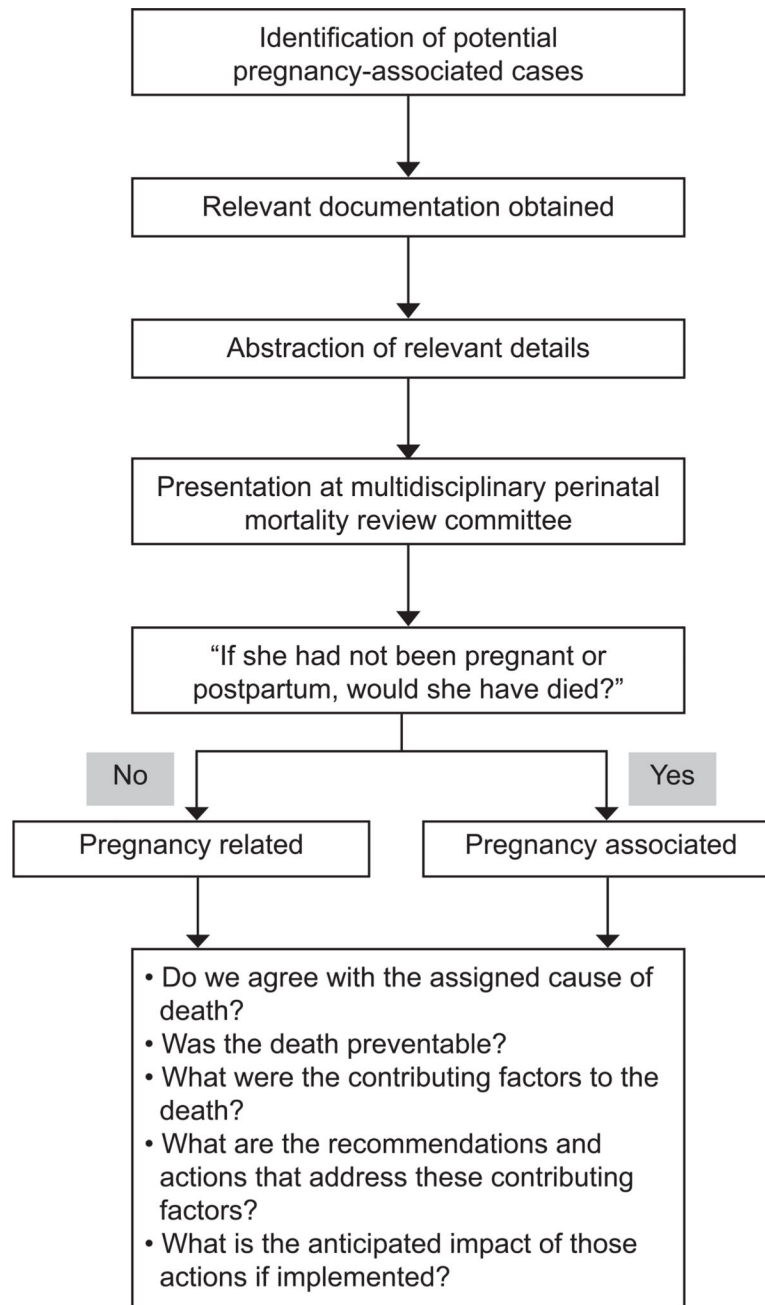 Identification of potential
pregnancy-associated cases
Relevant documentation obtained
Abstraction of relevant details
Presentation at multidisciplinary perinatal
mortality review committee
“If she had not been pregnant or
postpartum, would she have died?”
No
Yes
Pregnancy related
Pregnancy associated
• Do we agree with the assigned cause of
death?
• Was the death preventable?
• What were the contributing factors to the
death?
• What are the recommendations and
actions that address these contributing
factors?
• What is the anticipated impact of those
actions if implemented?